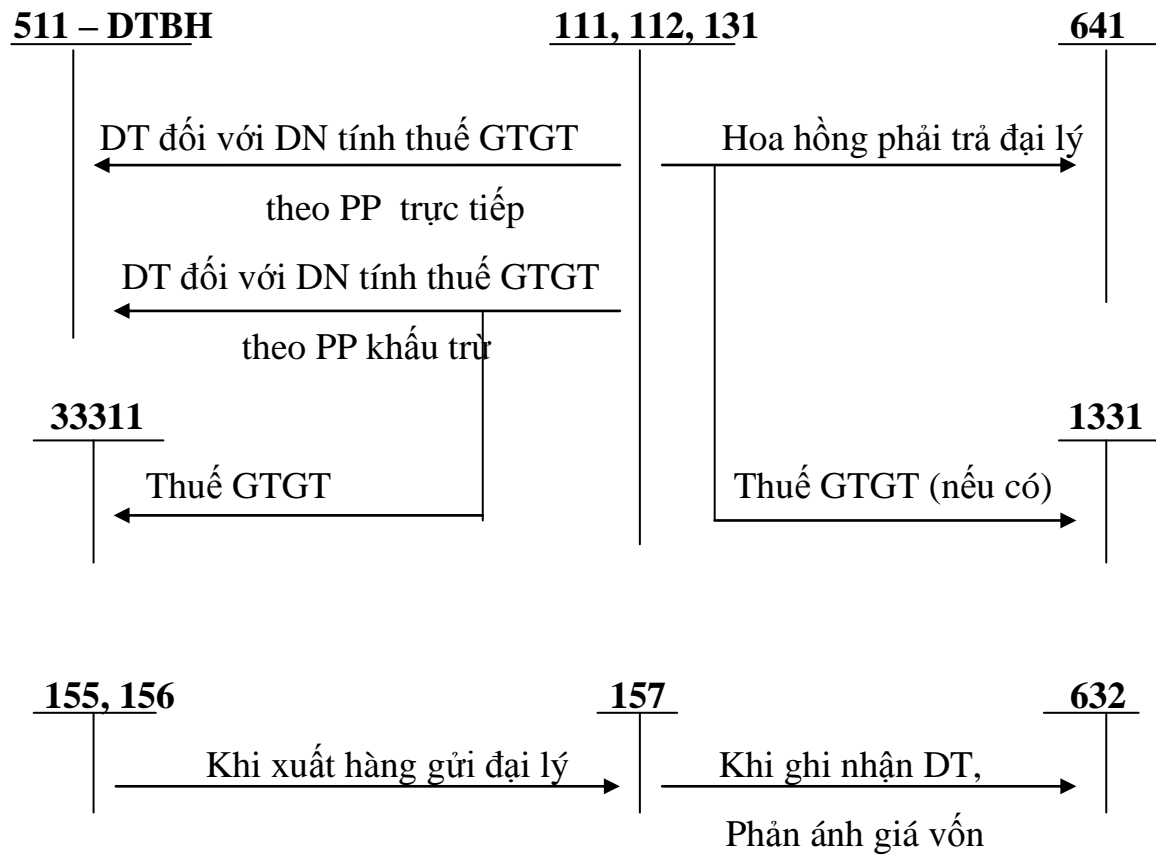 511 – DTBH
111, 112, 131
641
DT đối với DN tính thuế GTGT
Hoa hồng phải trả đại lý
theo PP trực tiếp
DT đối với DN tính thuế GTGT
theo PP khấu trừ
33311
1331
Thuế GTGT
Thuế GTGT (nếu có)
155, 156
157
632
Khi xuất hàng gửi đại lý
Khi ghi nhận DT,
Phản ánh giá vốn